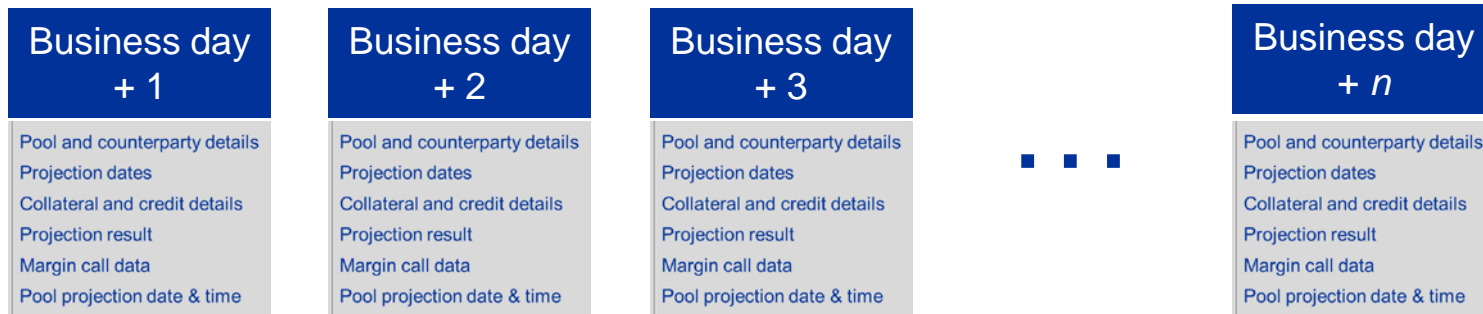 Business day
+ 1
Pool and counterparty details
Projection dates
Collateral and credit details
Projection result
Margin call data
Pool projection date & time
Business day
+ 2
Pool and counterparty details
Projection dates
Collateral and credit details
Projection result
Margin call data
Pool projection date & time
Business day
+ 3
Pool and counterparty details
Projection dates
Collateral and credit details
Projection result
Margin call data
Pool projection date & time
. . .
Business day
+ n
Pool and counterparty details
Projection dates
Collateral and credit details
Projection result
Margin call data
Pool projection date & time